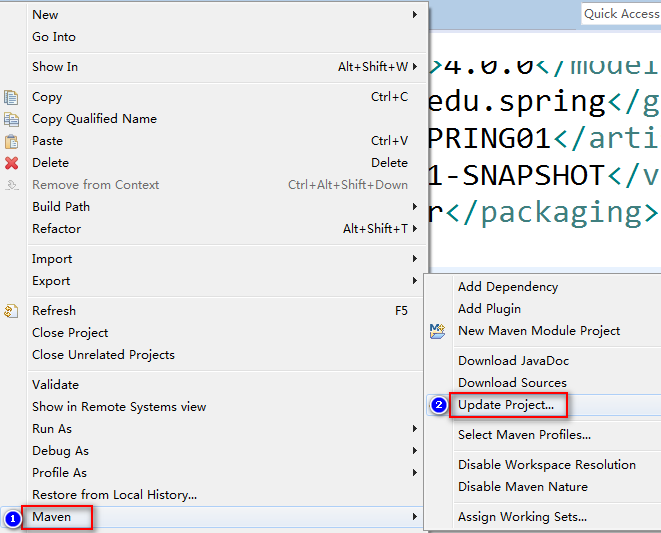 New
Go Into
Show In Alt+Shift+W
Copy Ctrl+C
Copy Qualified Name
Paste Ctrl+V
Delete Delete
Remove from Context Ctrl+Alt+Shift+Down
Build Path
Refactor Alt+Shift+T
Import
Export
Refresh F5
Close Project
Close Unrelated Projects
Validate
Show in Remote Systems view
Run As
Debug As
Profile As
Restore from Local History...
1 Maven
Quick Access
>4.0.0</model
edu.spring</g
PRING01</arti
1-SNAPSHOT</v
r</packaging>
Add Dependency
Add Plugin
New Maven Module Project
Download JavaDoc
Download Sources
2 Update Project...
Select Maven Profiles...
Disable Workspace Resolution
Disable Maven Nature
Assign Working Sets...